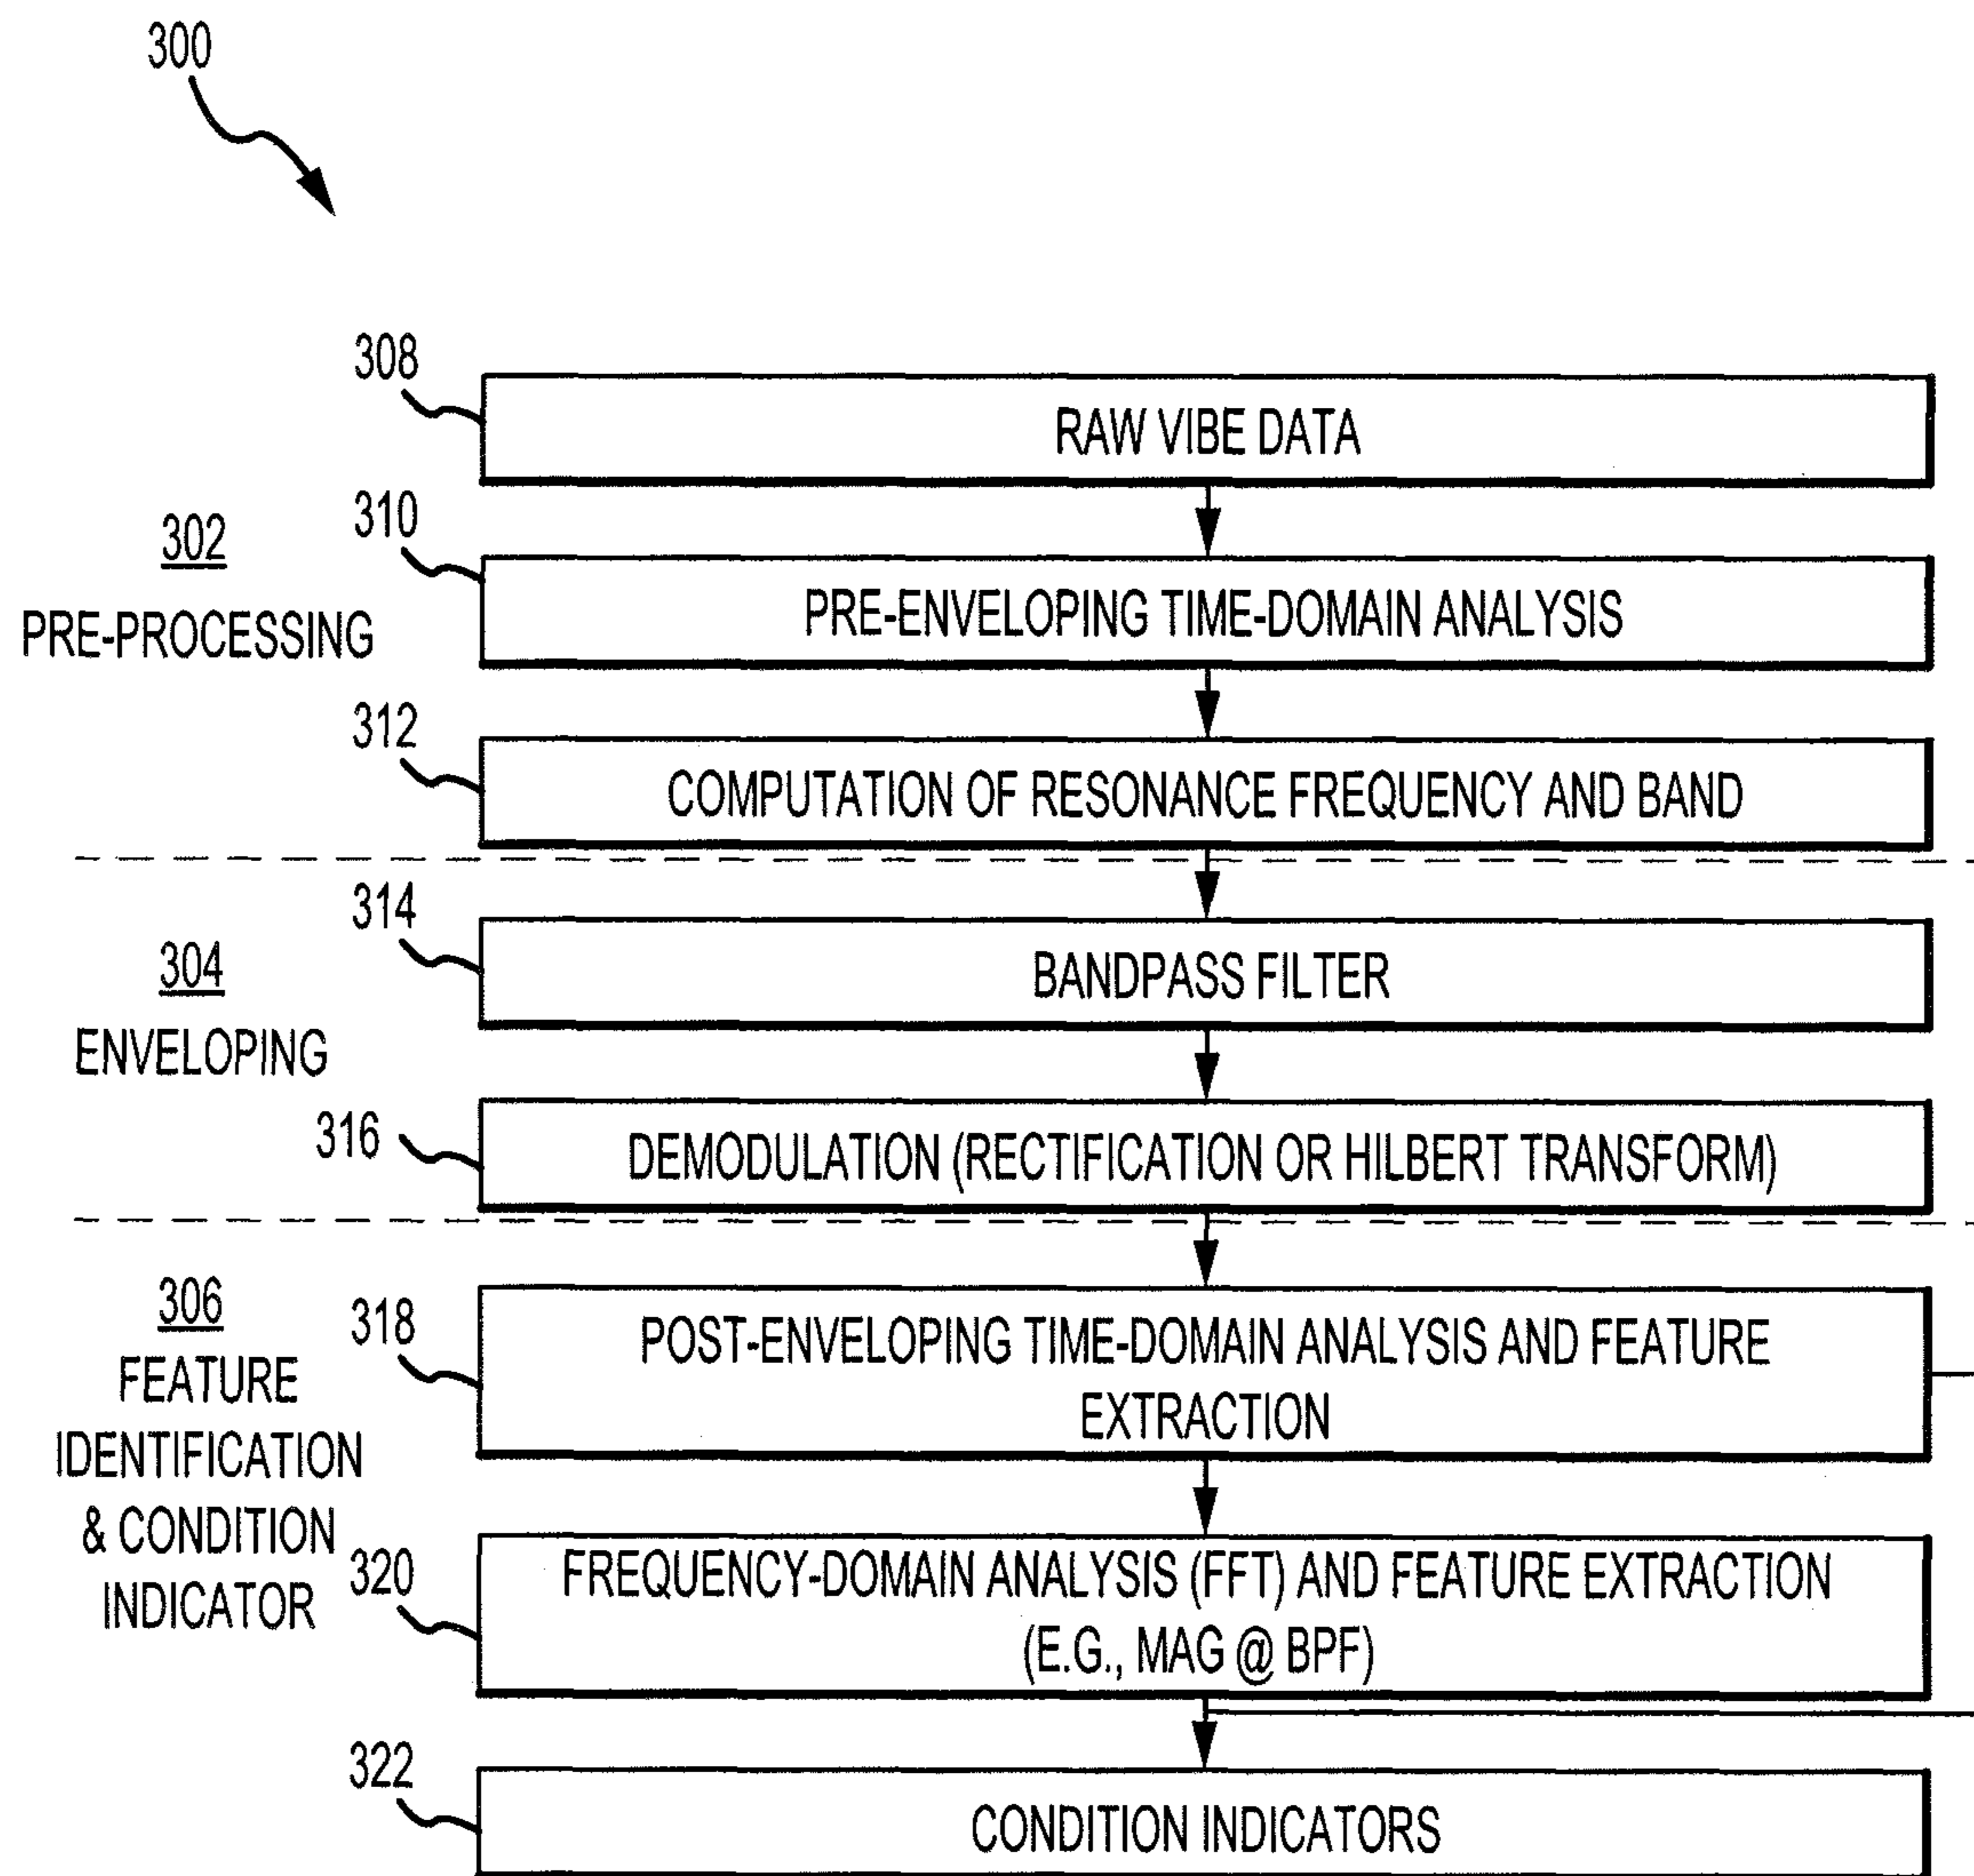 300
308
RAW VIBE DATA
302
PRE-PROCESSING
310
PRE-ENVELOPING TIME-DOMAIN ANALYSIS
312
COMPUTATION OF RESONANCE FREQUENCY AND BAND
304
ENVELOPING
314
BANDPASS FILTER
316
DEMODULATION (RECTIFICATION OR HILBERT TRANSFORM)
306
FEATURE
IDENTIFICATION
& CONDITION
INDICATOR
318
POST-ENVELOPING TIME-DOMAIN ANALYSIS AND FEATURE
EXTRACTION
320
FREQUENCY-DOMAIN ANALYSIS (FFT) AND FEATURE EXTRACTION
(E.G., MAG @ BPF)
322
CONDITION INDICATORS